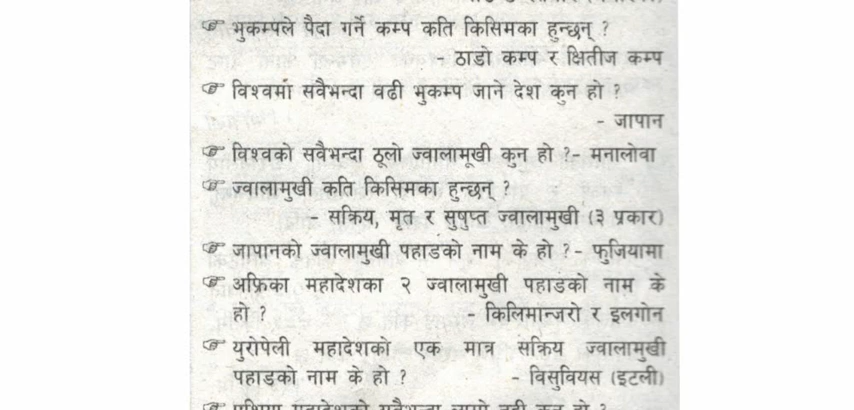 ☞ भुकम्पले पैदा गर्ने कम्प कति किसिमका हुन्छन् ?
- ठाडो कम्प र क्षितीज कम्प
☞ विश्वमा सवैभन्दा वढी भुकम्प जाने देश कुन हो ?
- जापान
☞ विश्वको सवैभन्दा ठूलो ज्वालामूखी कुन हो ?- मनालोवा
☞ ज्वालामुखी कति किसिमका हुन्छन् ?
- सक्रिय, मृत र सुषुप्त ज्वालामुखी (३ प्रकार)
☞ जापानको ज्वालामुखी पहाडको नाम के हो ?- फुजियामा
☞ अफ्रिका महादेशका २ ज्वालामुखी पहाडको नाम के
हो ? - किलिमान्जरो र इलगोन
☞ युरोपेली महादेशको एक मात्र सक्रिय ज्वालामुखी
पहाडको नाम के हो ? - विसुवियस (इटली)